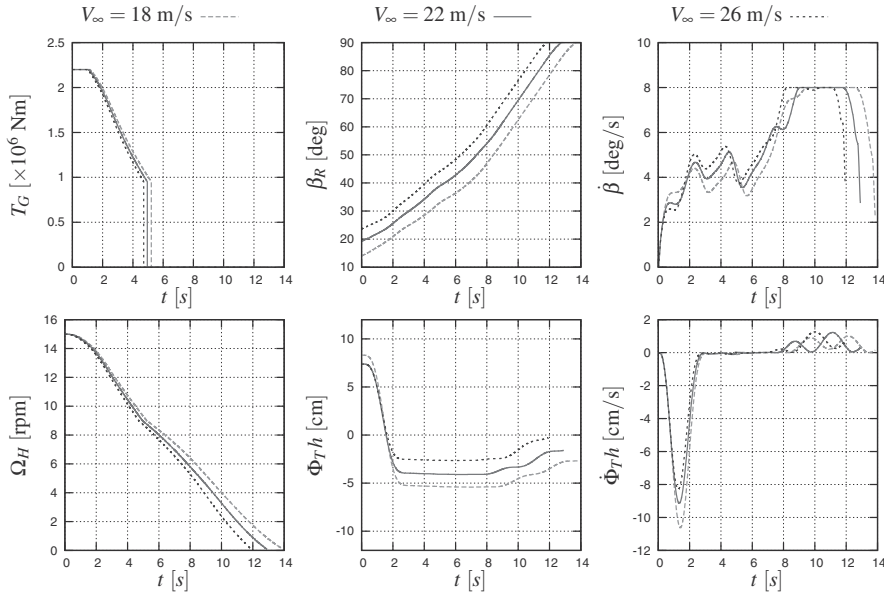 V∞ = 18 m/s V∞ = 22 m/s V∞ = 26 m/s
T_G [×10⁶ Nm]
2.5
2
1.5
1
0.5
0
0 2 4 6 8 10 12 14
t [s]
β_R [deg]
90
80
70
60
50
40
30
20
10
0 2 4 6 8 10 12 14
t [s]
β̇ [deg/s]
10
8
6
4
2
0
0 2 4 6 8 10 12 14
t [s]
Ω_H [rpm]
16
14
12
10
8
6
4
2
0
0 2 4 6 8 10 12 14
t [s]
Φ_T h [cm]
10
5
0
-5
-10
0 2 4 6 8 10 12 14
t [s]
Φ̇_T h [cm/s]
2
0
-2
-4
-6
-8
-10
-12
0 2 4 6 8 10 12 14
t [s]